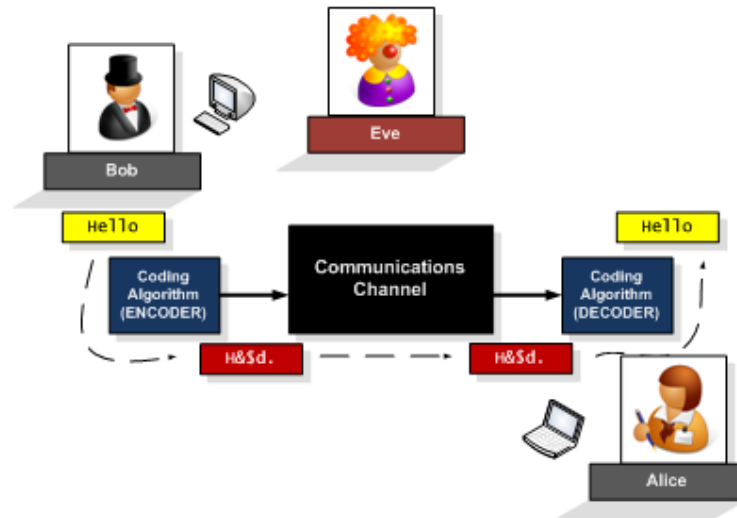 Bob
Eve
Hello
Hello
Coding
Algorithm
(ENCODER)
Communications
Channel
Coding
Algorithm
(DECODER)
H&$d.
H&$d.
Alice